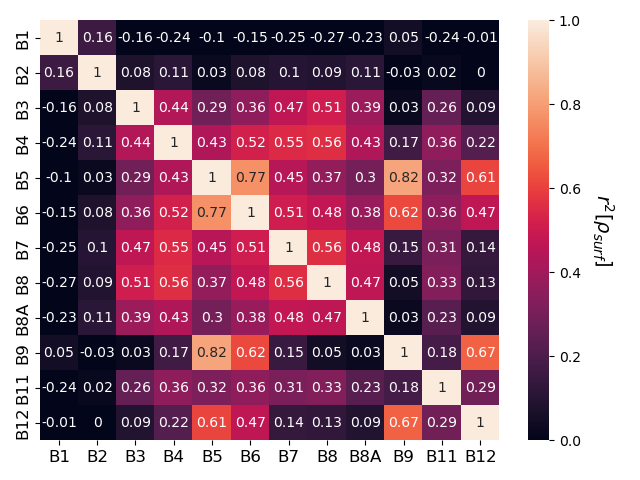 B1 1 0.16 -0.16 -0.24 -0.1 -0.15 -0.25 -0.27 -0.23 0.05 -0.24 -0.01
B2 0.16 1 0.08 0.11 0.03 0.08 0.1 0.09 0.11 -0.03 0.02 0
B3 -0.16 0.08 1 0.44 0.29 0.36 0.47 0.51 0.39 0.03 0.26 0.09
B4 -0.24 0.11 0.44 1 0.43 0.52 0.55 0.56 0.43 0.17 0.36 0.22
B5 -0.1 0.03 0.29 0.43 1 0.77 0.45 0.37 0.3 0.82 0.32 0.61
B6 -0.15 0.08 0.36 0.52 0.77 1 0.51 0.48 0.38 0.62 0.36 0.47
B7 -0.25 0.1 0.47 0.55 0.45 0.51 1 0.56 0.48 0.15 0.31 0.14
B8 -0.27 0.09 0.51 0.56 0.37 0.48 0.56 1 0.47 0.05 0.33 0.13
B8A -0.23 0.11 0.39 0.43 0.3 0.38 0.48 0.47 1 0.03 0.23 0.09
B9 0.05 -0.03 0.03 0.17 0.82 0.62 0.15 0.05 0.03 1 0.18 0.67
B11 -0.24 0.02 0.26 0.36 0.32 0.36 0.31 0.33 0.23 0.18 1 0.29
B12 -0.01 0 0.09 0.22 0.61 0.47 0.14 0.13 0.09 0.67 0.29 1
B1 B2 B3 B4 B5 B6 B7 B8 B8A B9 B11 B12
1.0
0.8
0.6
0.4
0.2
0.0
r²[ρsurf]